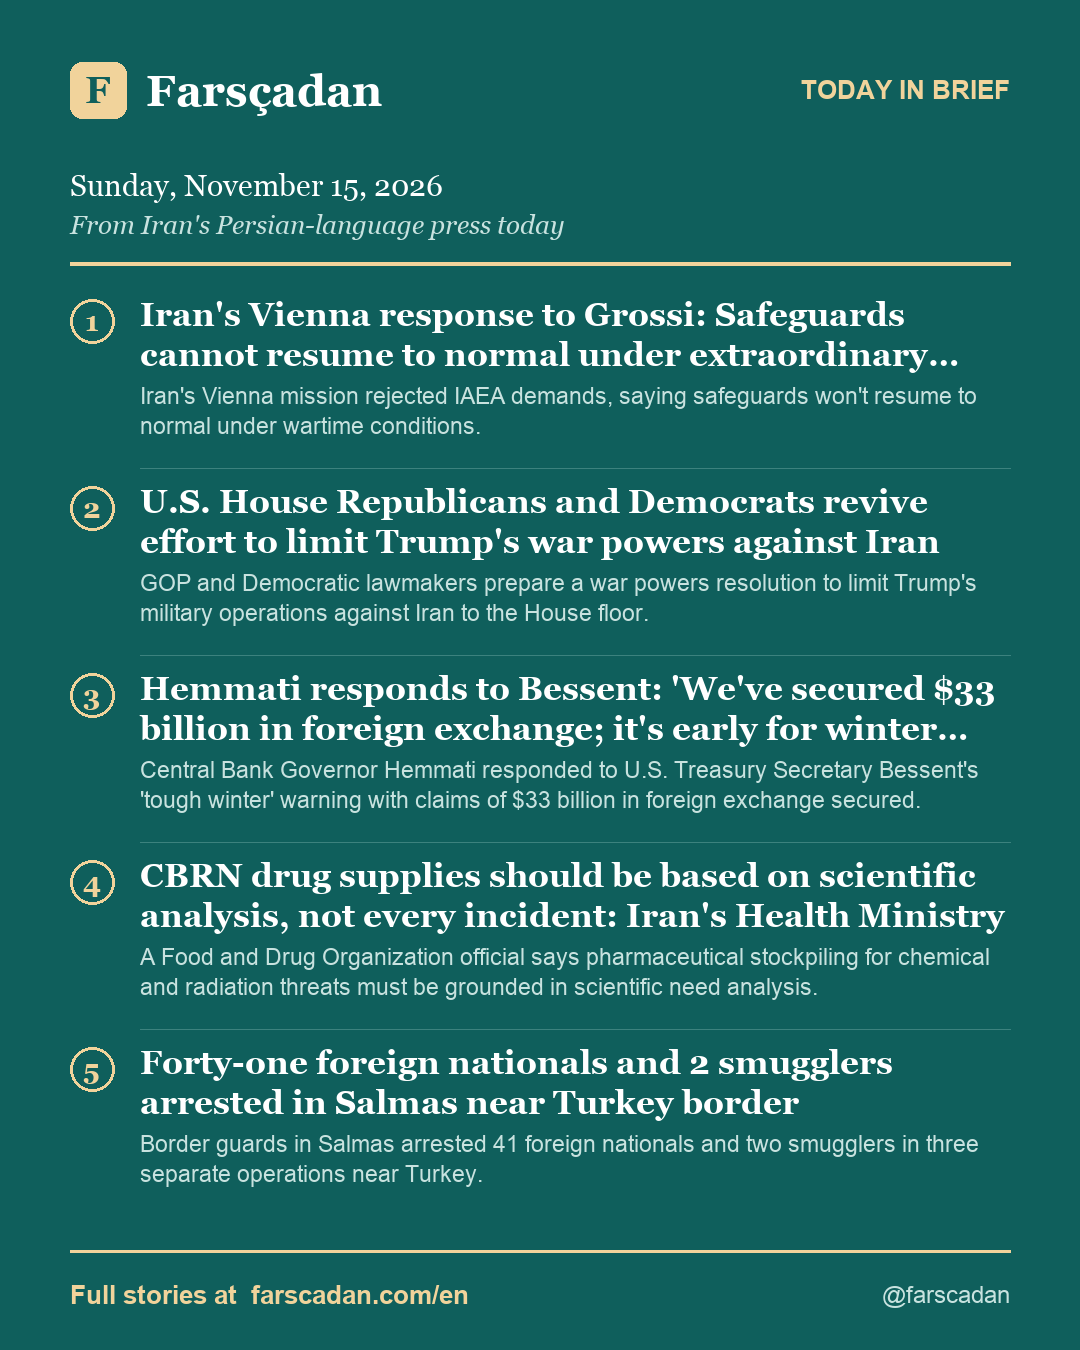 F Farsçadan
TODAY IN BRIEF
Sunday, November 15, 2026
From Iran's Persian-language press today
1
Iran's Vienna response to Grossi: Safeguards
cannot resume to normal under extraordinary...
Iran's Vienna mission rejected IAEA demands, saying safeguards won't resume to
normal under wartime conditions.
2
U.S. House Republicans and Democrats revive
effort to limit Trump's war powers against Iran
GOP and Democratic lawmakers prepare a war powers resolution to limit Trump's
military operations against Iran to the House floor.
3
Hemmati responds to Bessent: 'We've secured $33
billion in foreign exchange; it's early for winter...
Central Bank Governor Hemmati responded to U.S. Treasury Secretary Bessent's
'tough winter' warning with claims of $33 billion in foreign exchange secured.
4
CBRN drug supplies should be based on scientific
analysis, not every incident: Iran's Health Ministry
A Food and Drug Organization official says pharmaceutical stockpiling for chemical
and radiation threats must be grounded in scientific need analysis.
5
Forty-one foreign nationals and 2 smugglers
arrested in Salmas near Turkey border
Border guards in Salmas arrested 41 foreign nationals and two smugglers in three
separate operations near Turkey.
Full stories at farscadan.com/en
@farscadan